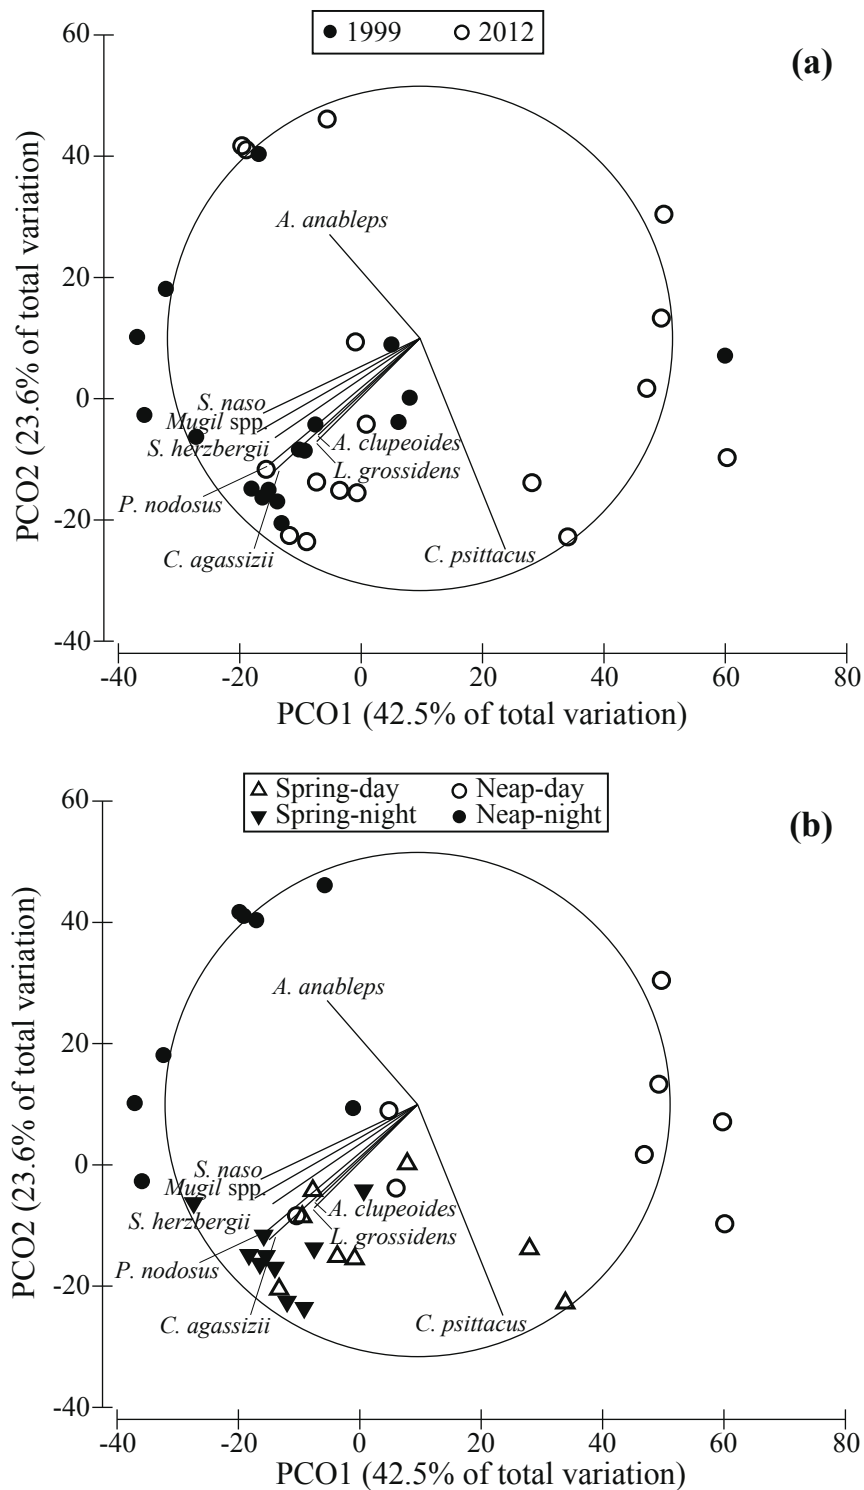 60
1999 2012
(a)
40
A. anableps
20
0
S. naso
Mugil spp.
A. clupeoides
S. herzbergii
L. grossidens
P. nodosus
-20
C. agassizii
C. psittacus
-40
PCO2 (23.6% of total variation)
-40 -20 0 20 40 60 80
PCO1 (42.5% of total variation)
Spring-day Neap-day
Spring-night Neap-night
60
(b)
40
A. anableps
20
0
S. naso
Mugil spp.
A. clupeoides
S. herzbergii
L. grossidens
P. nodosus
-20
C. agassizii
C. psittacus
-40
PCO2 (23.6% of total variation)
-40 -20 0 20 40 60 80
PCO1 (42.5% of total variation)